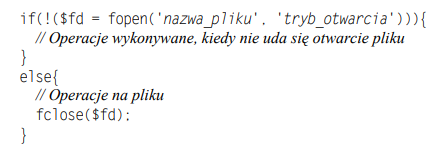 if(!($fd = fopen('nazwa_pliku', 'tryb_otwarcia'))){
// Operacje wykonywane, kiedy nie uda się otwarcie pliku
}
else{
// Operacje na pliku
fclose($fd);
}